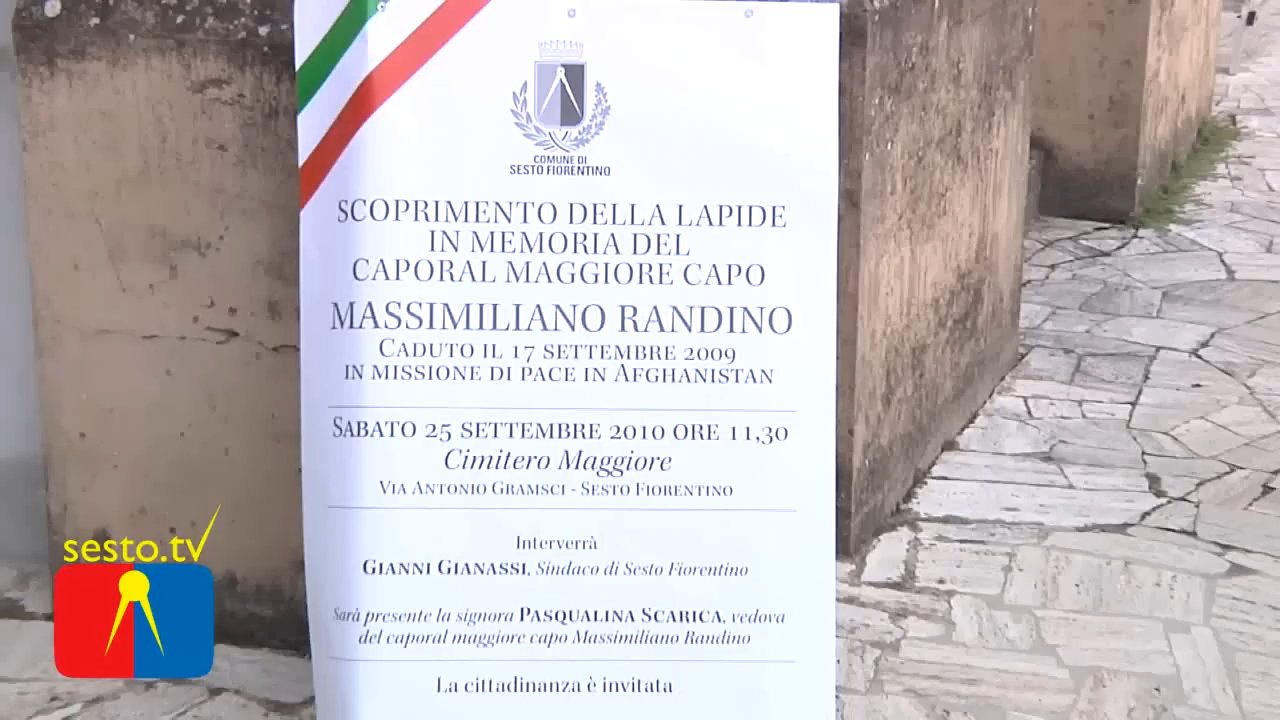 COMUNE DI
SESTO FIORENTINO
SCOPRIMENTO DELLA LAPIDE
IN MEMORIA DEL
CAPORAL MAGGIORE CAPO
MASSIMILIANO RANDINO
CADUTO IL 17 SETTEMBRE 2009
IN MISSIONE DI PACE IN AFGHANISTAN
SABATO 25 SETTEMBRE 2010 ORE 11,30
Cimitero Maggiore
VIA ANTONIO GRAMSCI - SESTO FIORENTINO
Interverrà
GIANNI GIANASSI, Sindaco di Sesto Fiorentino
Sarà presente la signora PASQUALINA SCARICA, vedova
del caporal maggiore capo Massimiliano Randino
La cittadinanza è invitata
sesto.tv